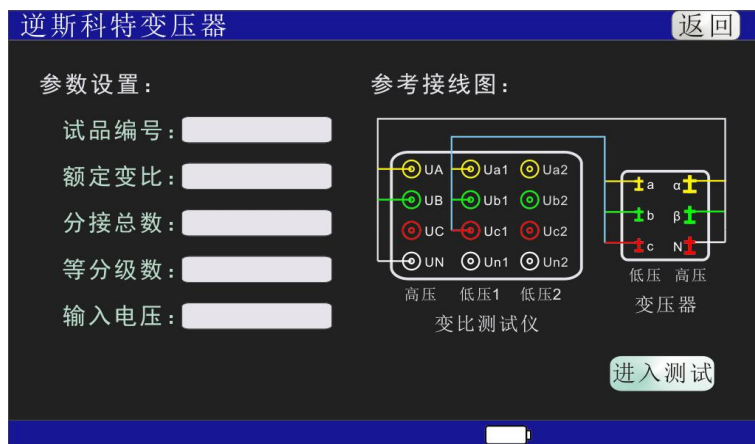 逆斯科特变压器 返回
参数设置：
试品编号：
额定变比：
分接总数：
等分级数：
输入电压：
参考接线图：
UA Ua1 Ua2
UB Ub1 Ub2
UC Uc1 Uc2
UN Un1 Un2
高压 低压1 低压2
变比测试仪
a α
b β
c N
低压 高压
变压器
进入测试